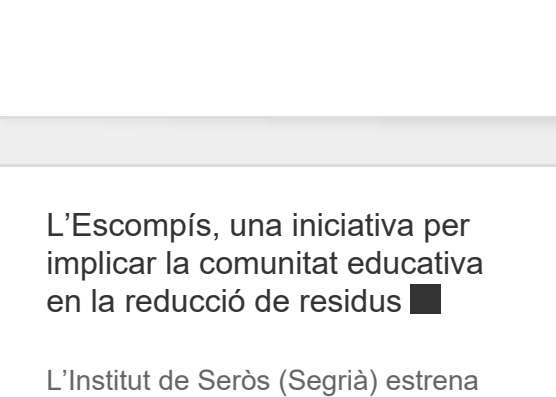 L’Escompís, una iniciativa per
implicar la comunitat educativa
en la reducció de residus
L’Institut de Seròs (Segrià) estrena